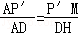 AP′/AD = P′M/DH